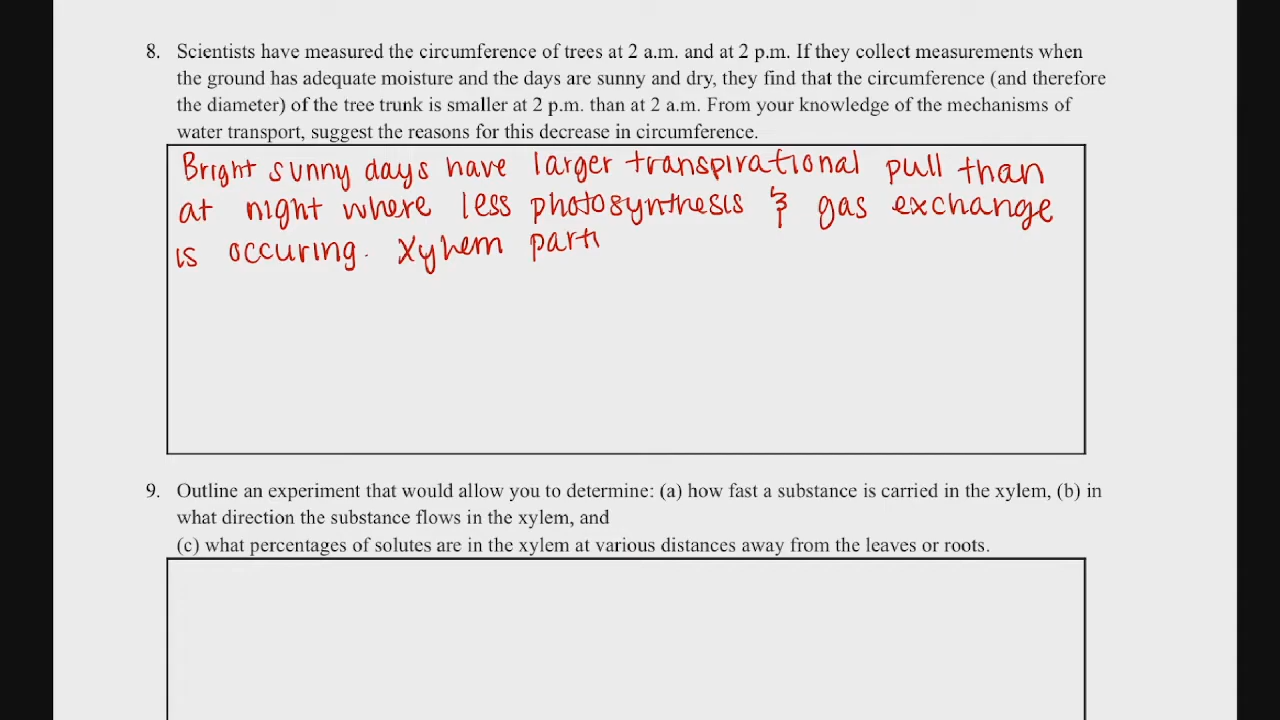 8. Scientists have measured the circumference of trees at 2 a.m. and at 2 p.m. If they collect measurements when
the ground has adequate moisture and the days are sunny and dry, they find that the circumference (and therefore
the diameter) of the tree trunk is smaller at 2 p.m. than at 2 a.m. From your knowledge of the mechanisms of
water transport, suggest the reasons for this decrease in circumference.
Bright sunny days have larger transpirational pull than
at night where less photosynthesis & gas exchange
is occuring. Xylem parti
9. Outline an experiment that would allow you to determine: (a) how fast a substance is carried in the xylem, (b) in
what direction the substance flows in the xylem, and
(c) what percentages of solutes are in the xylem at various distances away from the leaves or roots.